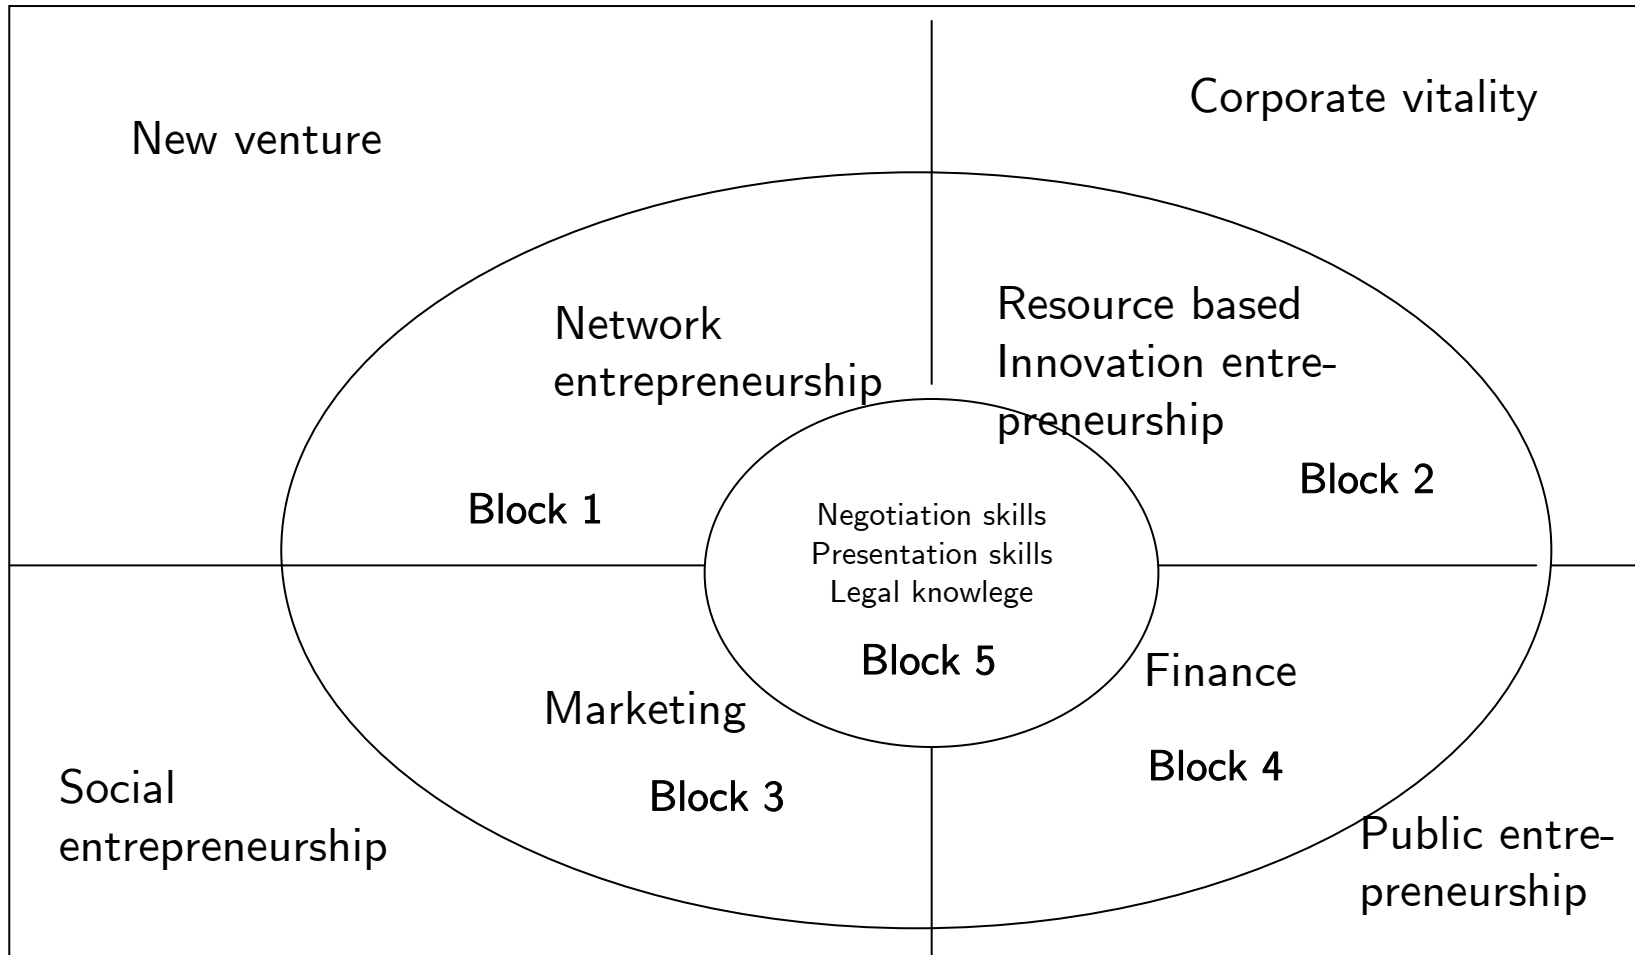 New venture
Corporate vitality
Network
entrepreneurship
Block 1
Resource based
Innovation entre-
preneurship
Block 2
Negotiation skills
Presentation skills
Legal knowlege
Block 5
Marketing
Block 3
Finance
Block 4
Social
entrepreneurship
Public entre-
preneurship